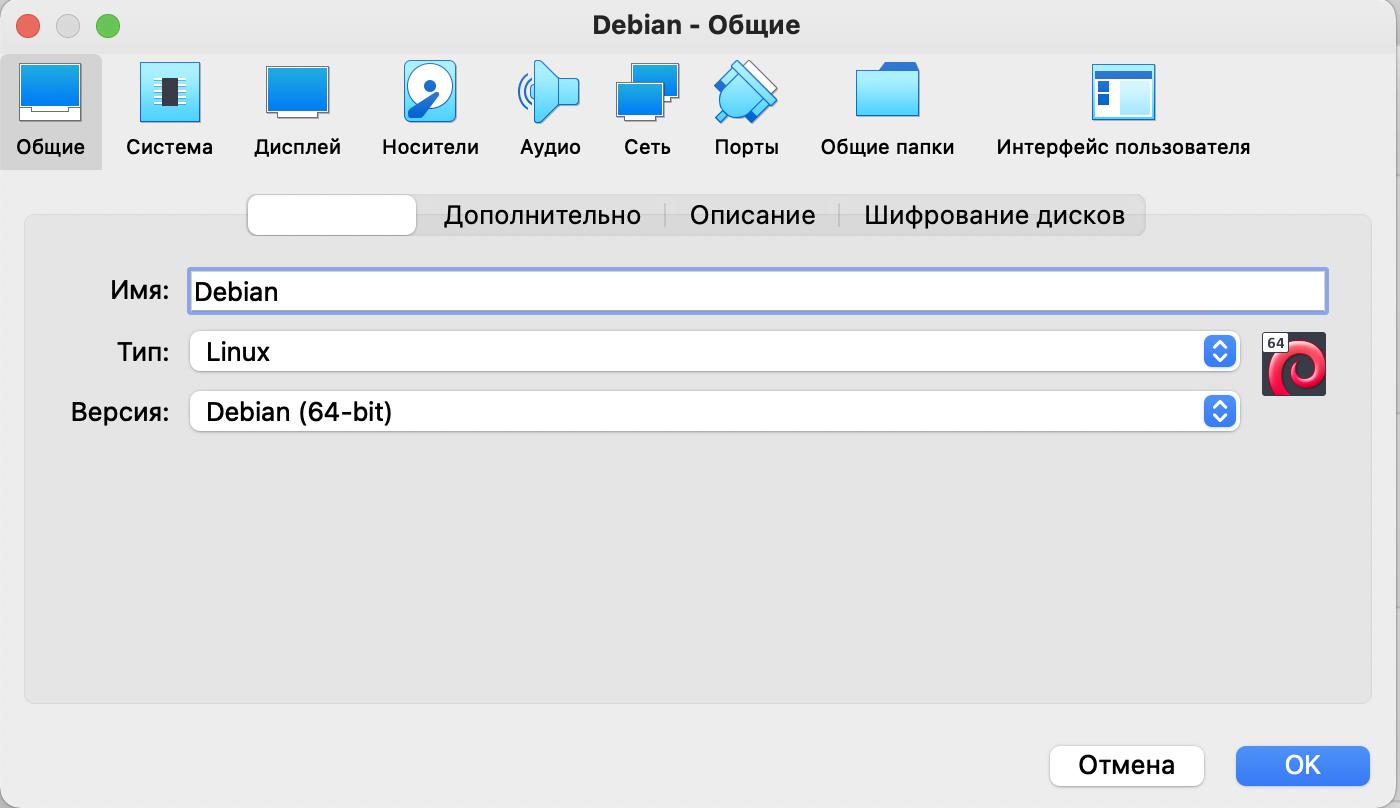 Debian - Общие
Общие Система Дисплей Носители Аудио Сеть Порты Общие папки Интерфейс пользователя
Дополнительно Описание Шифрование дисков
Имя: Debian
Тип: Linux
64
Версия: Debian (64-bit)
Отмена OK